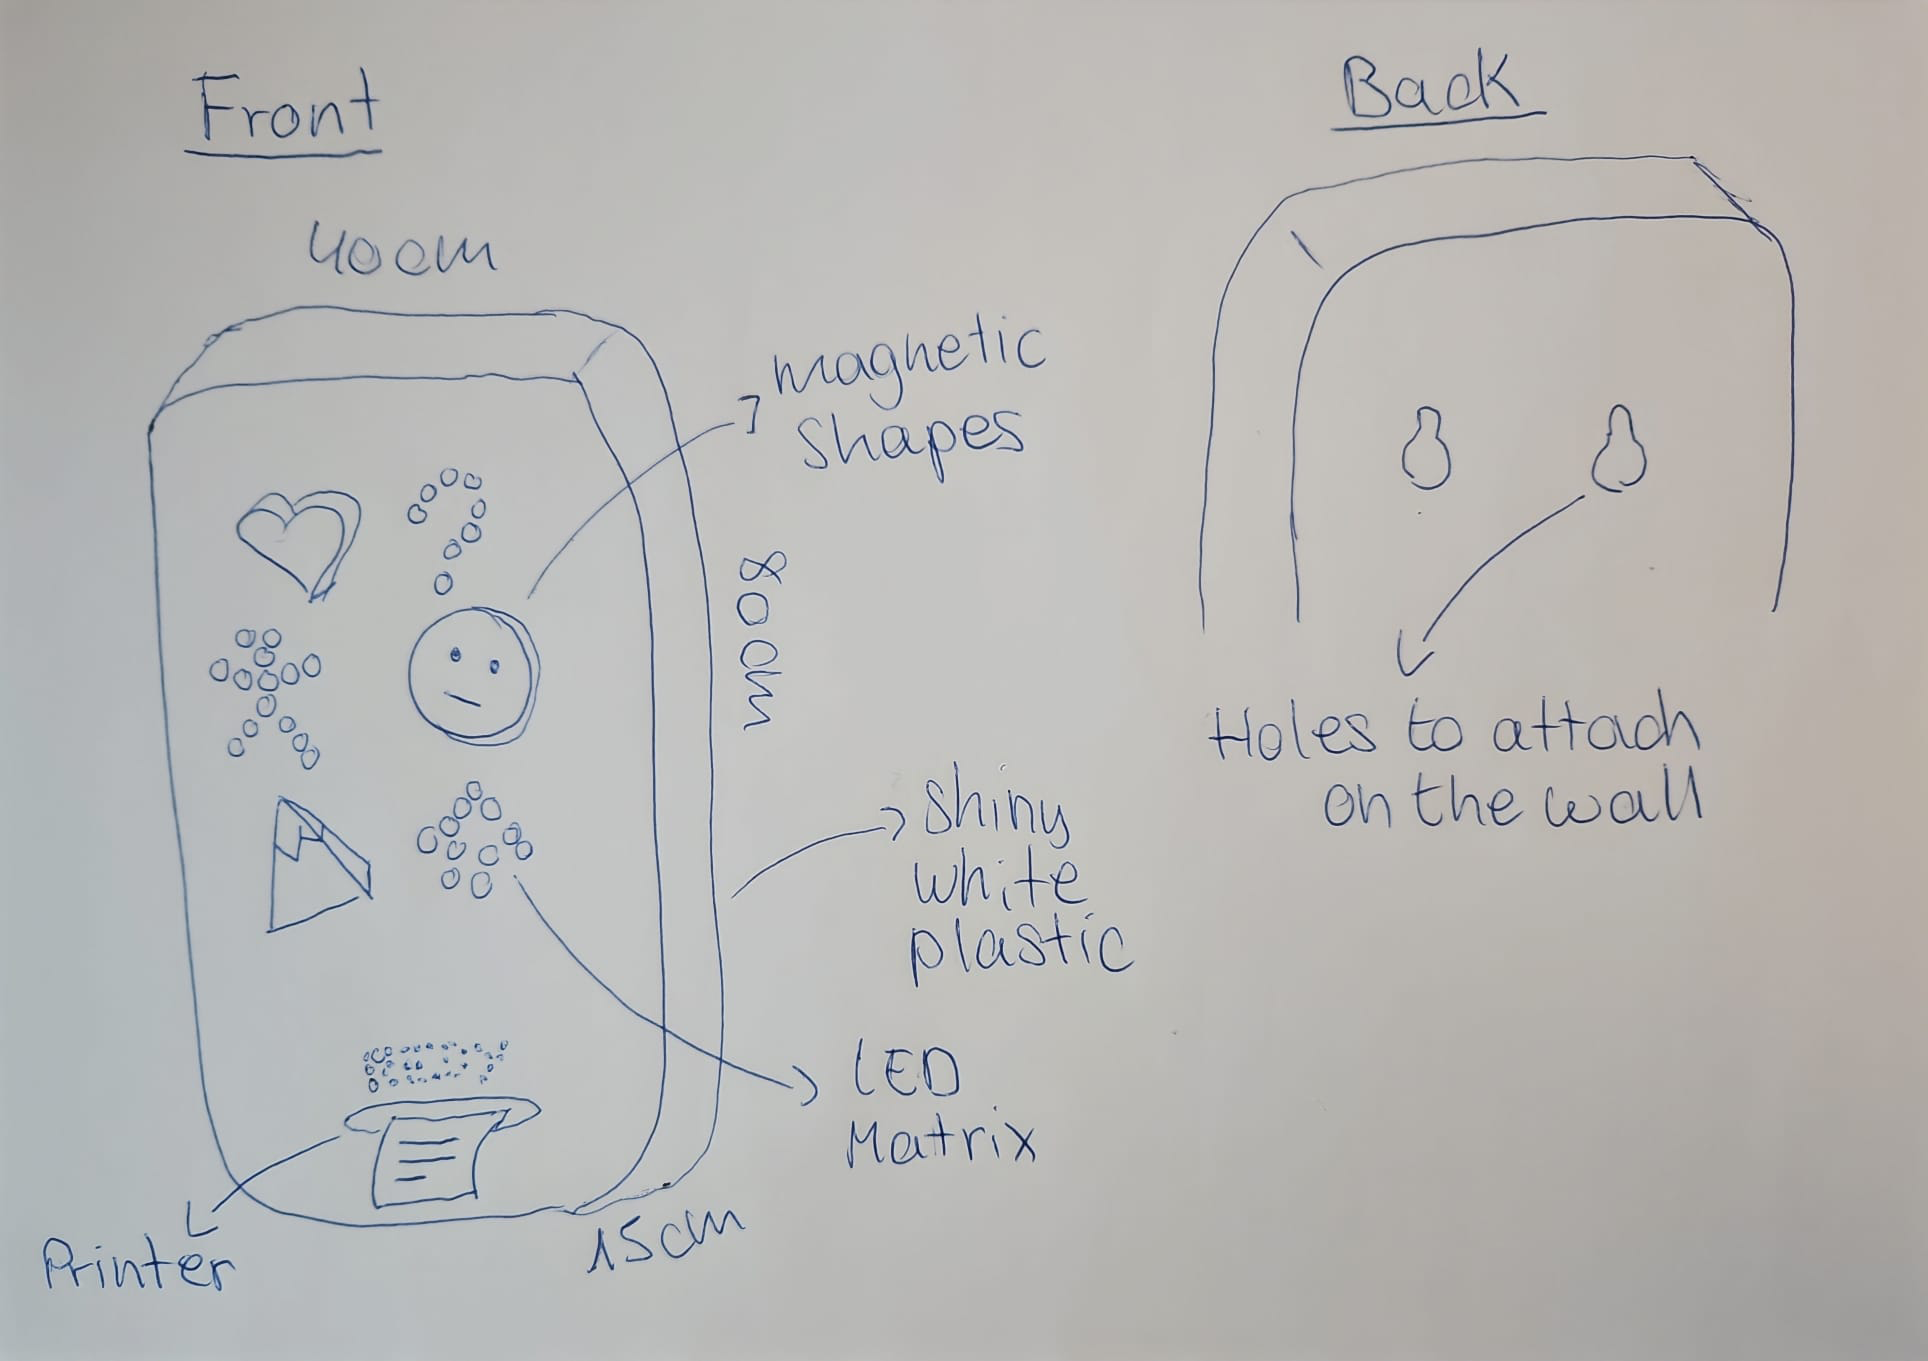 Front
40cm
magnetic
shapes
80cm
shiny
white
plastic
LED
Matrix
Printer
15cm
Back
Holes to attach
on the wall